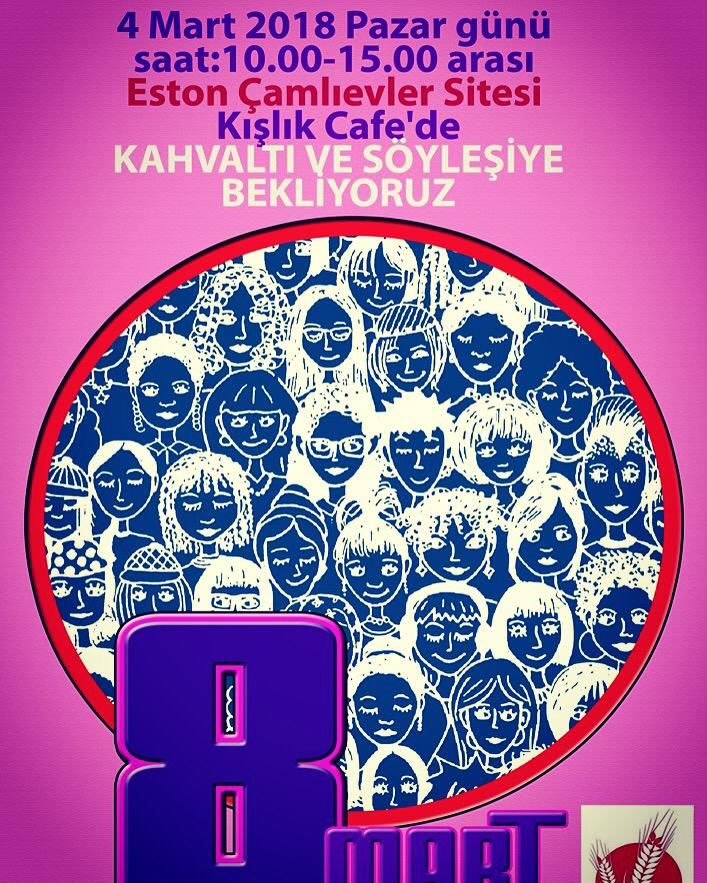 4 Mart 2018 Pazar günü
saat:10.00-15.00 arası
Eston Çamlıevler Sitesi
Kışlık Cafe'de
KAHVALTI VE SÖYLEŞİYE
BEKLİYORUZ
8
MART